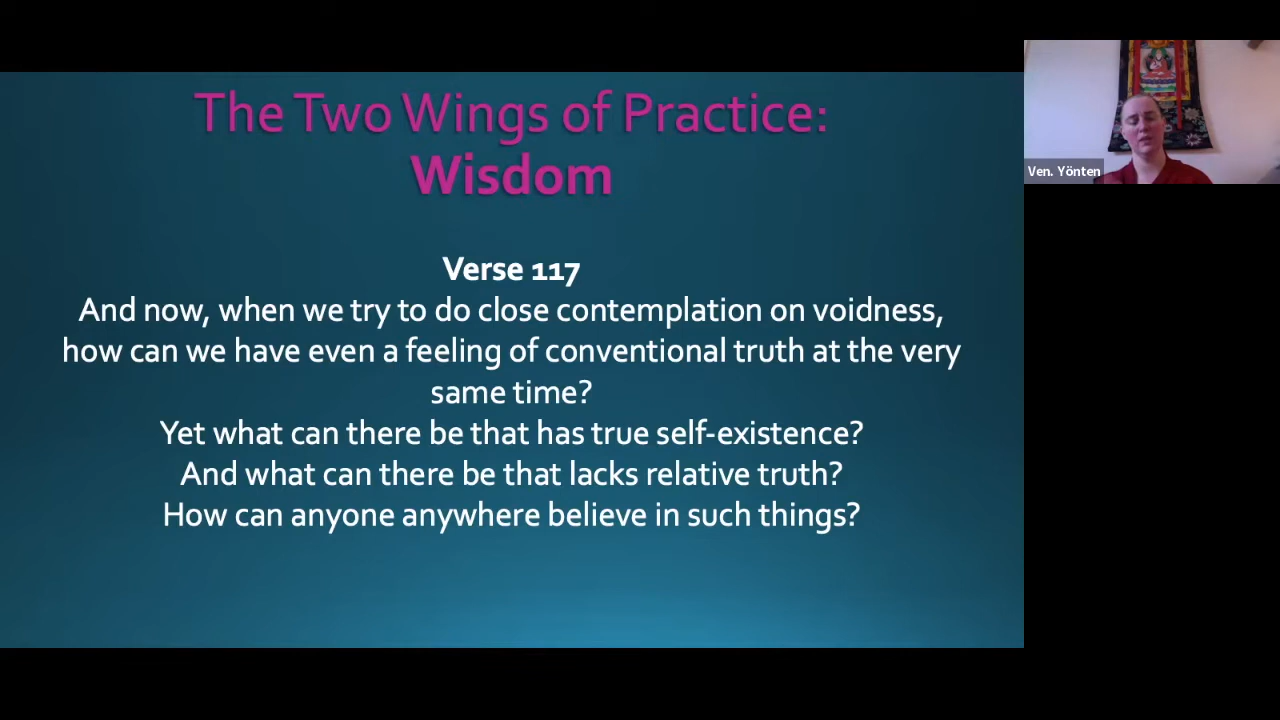 The Two Wings of Practice:
Wisdom
Verse 117
And now, when we try to do close contemplation on voidness,
how can we have even a feeling of conventional truth at the very
same time?
Yet what can there be that has true self-existence?
And what can there be that lacks relative truth?
How can anyone anywhere believe in such things?
Ven. Yönten